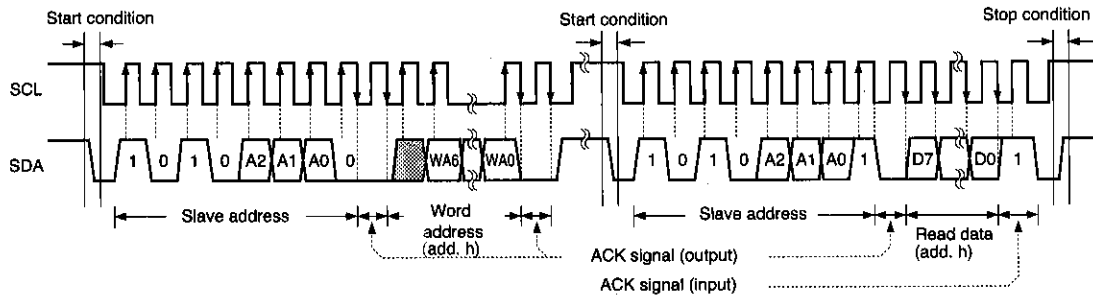 Start condition
Start condition
Stop condition
SCL
SDA
1 0 1 0 A2 A1 A0 0 WA6 WA0 1 0 1 0 A2 A1 A0 1 D7 D0 1
Slave address
Word address (add. h)
Slave address
Read data (add. h)
ACK signal (output)
ACK signal (input)